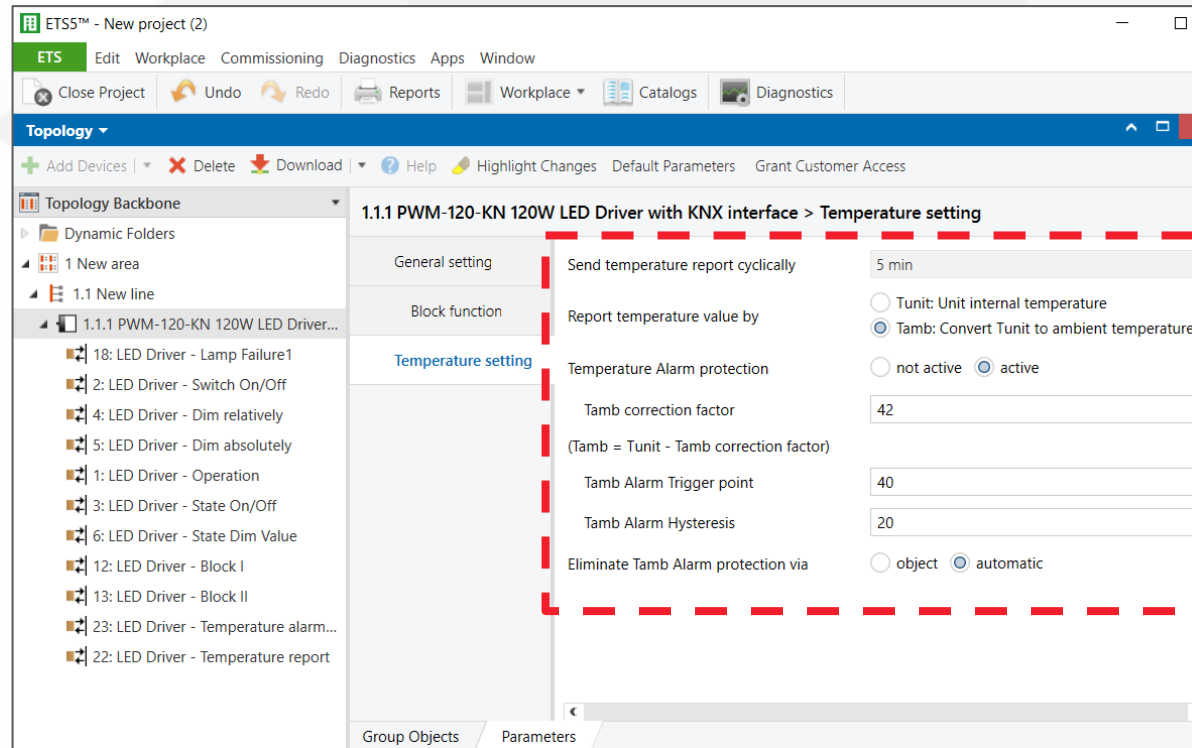 ETS5™ - New project (2)
ETS Edit Workplace Commissioning Diagnostics Apps Window
Close Project Undo Redo Reports Workplace Catalogs Diagnostics
Topology
Add Devices Delete Download Help Highlight Changes Default Parameters Grant Customer Access
Topology Backbone
Dynamic Folders
1 New area
1.1 New line
1.1.1 PWM-120-KN 120W LED Driver...
18: LED Driver - Lamp Failure1
2: LED Driver - Switch On/Off
4: LED Driver - Dim relatively
5: LED Driver - Dim absolutely
1: LED Driver - Operation
3: LED Driver - State On/Off
6: LED Driver - State Dim Value
12: LED Driver - Block I
13: LED Driver - Block II
23: LED Driver - Temperature alarm...
22: LED Driver - Temperature report
1.1.1 PWM-120-KN 120W LED Driver with KNX interface > Temperature setting
General setting
Block function
Temperature setting
Send temperature report cyclically 5 min
Report temperature value by
Tunit: Unit internal temperature
Tamb: Convert Tunit to ambient temperature
Temperature Alarm protection not active active
Tamb correction factor 42
(Tamb = Tunit - Tamb correction factor)
Tamb Alarm Trigger point 40
Tamb Alarm Hysteresis 20
Eliminate Tamb Alarm protection via object automatic
Group Objects Parameters